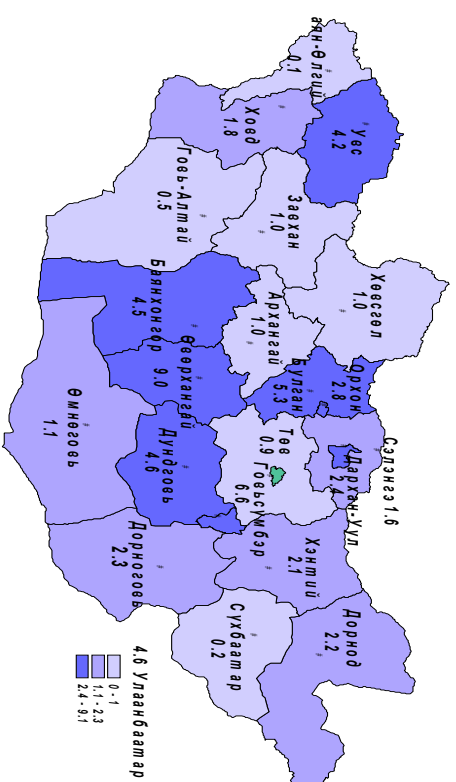 аян-Өлгий
0.1
Увс
4.2
Ховд
1.8
Говь-Алтай
0.5
Завхан
1.0
Хөвсгөл
1.0
Баянхонгор
4.5
Архангай
1.0
Өвөрхангай
9.0
Булган
5.3
Орхон
2.8
Өмнөговь
1.1
Дундговь
4.6
Төв
0.9
Говьсүмбэр
6.6
Сэлэнгэ 1.6
Дархан-Уул
2.4
Дорноговь
2.3
Хэнтий
2.1
Сүхбаатар
0.2
Дорнод
2.2
4.6 Улаанбаатар
0 - 1
1.1 - 2.3
2.4 - 9.1